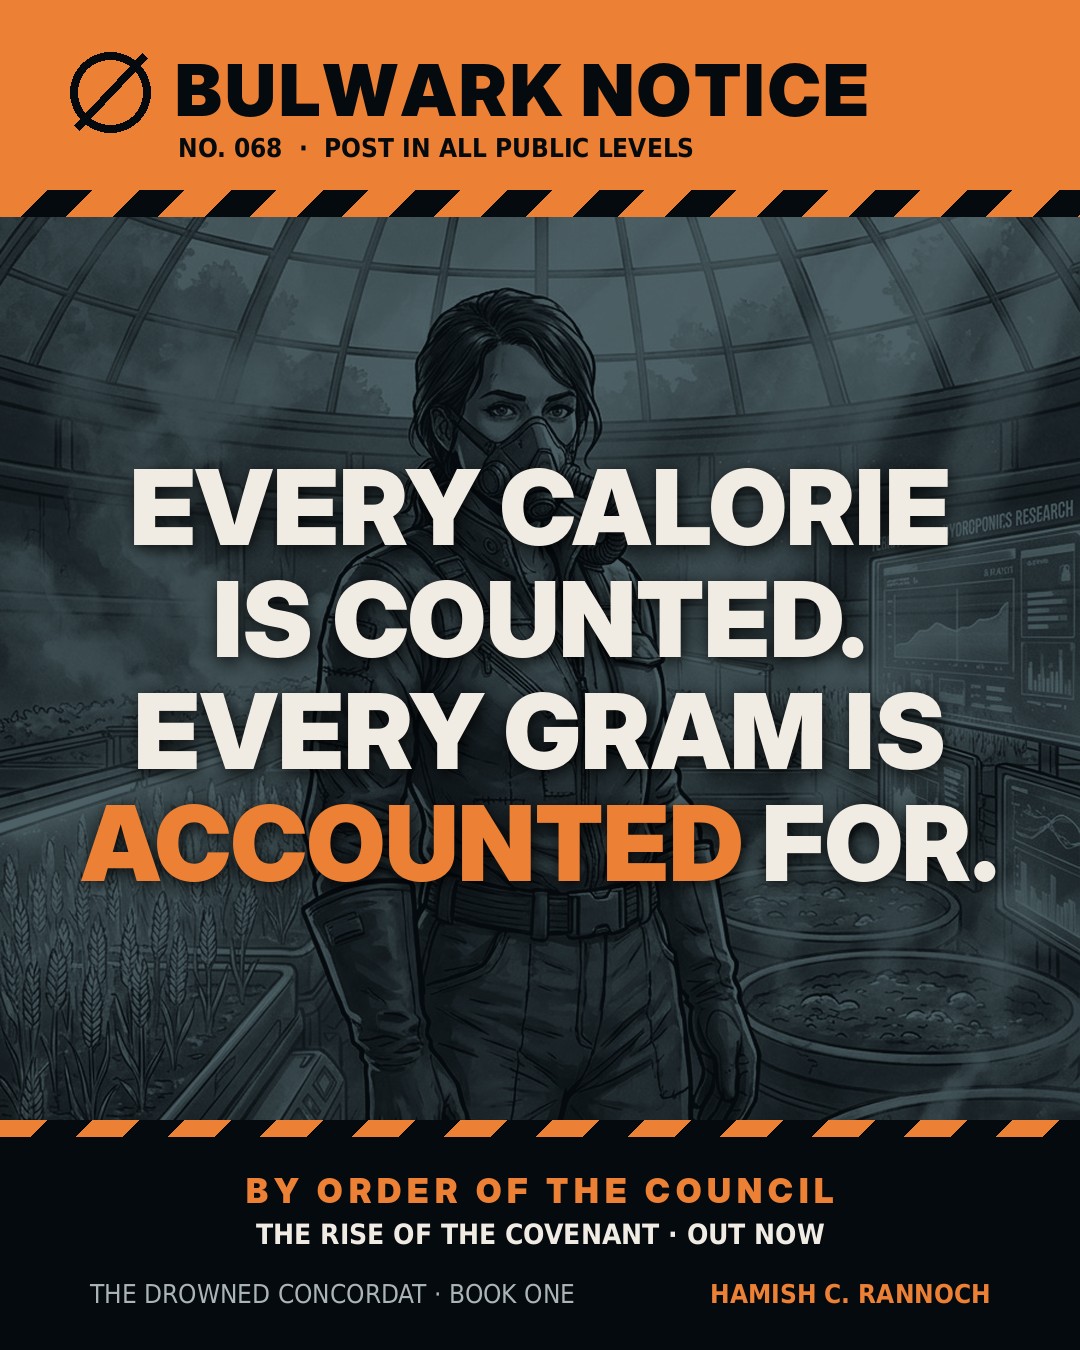 BULWARK NOTICE
NO. 068 · POST IN ALL PUBLIC LEVELS
EVERY CALORIE
IS COUNTED.
EVERY GRAM IS
ACCOUNTED FOR.
HYDROPONICS RESEARCH
BY ORDER OF THE COUNCIL
THE RISE OF THE COVENANT · OUT NOW
THE DROWNED CONCORDAT · BOOK ONE
HAMISH C. RANNOCH